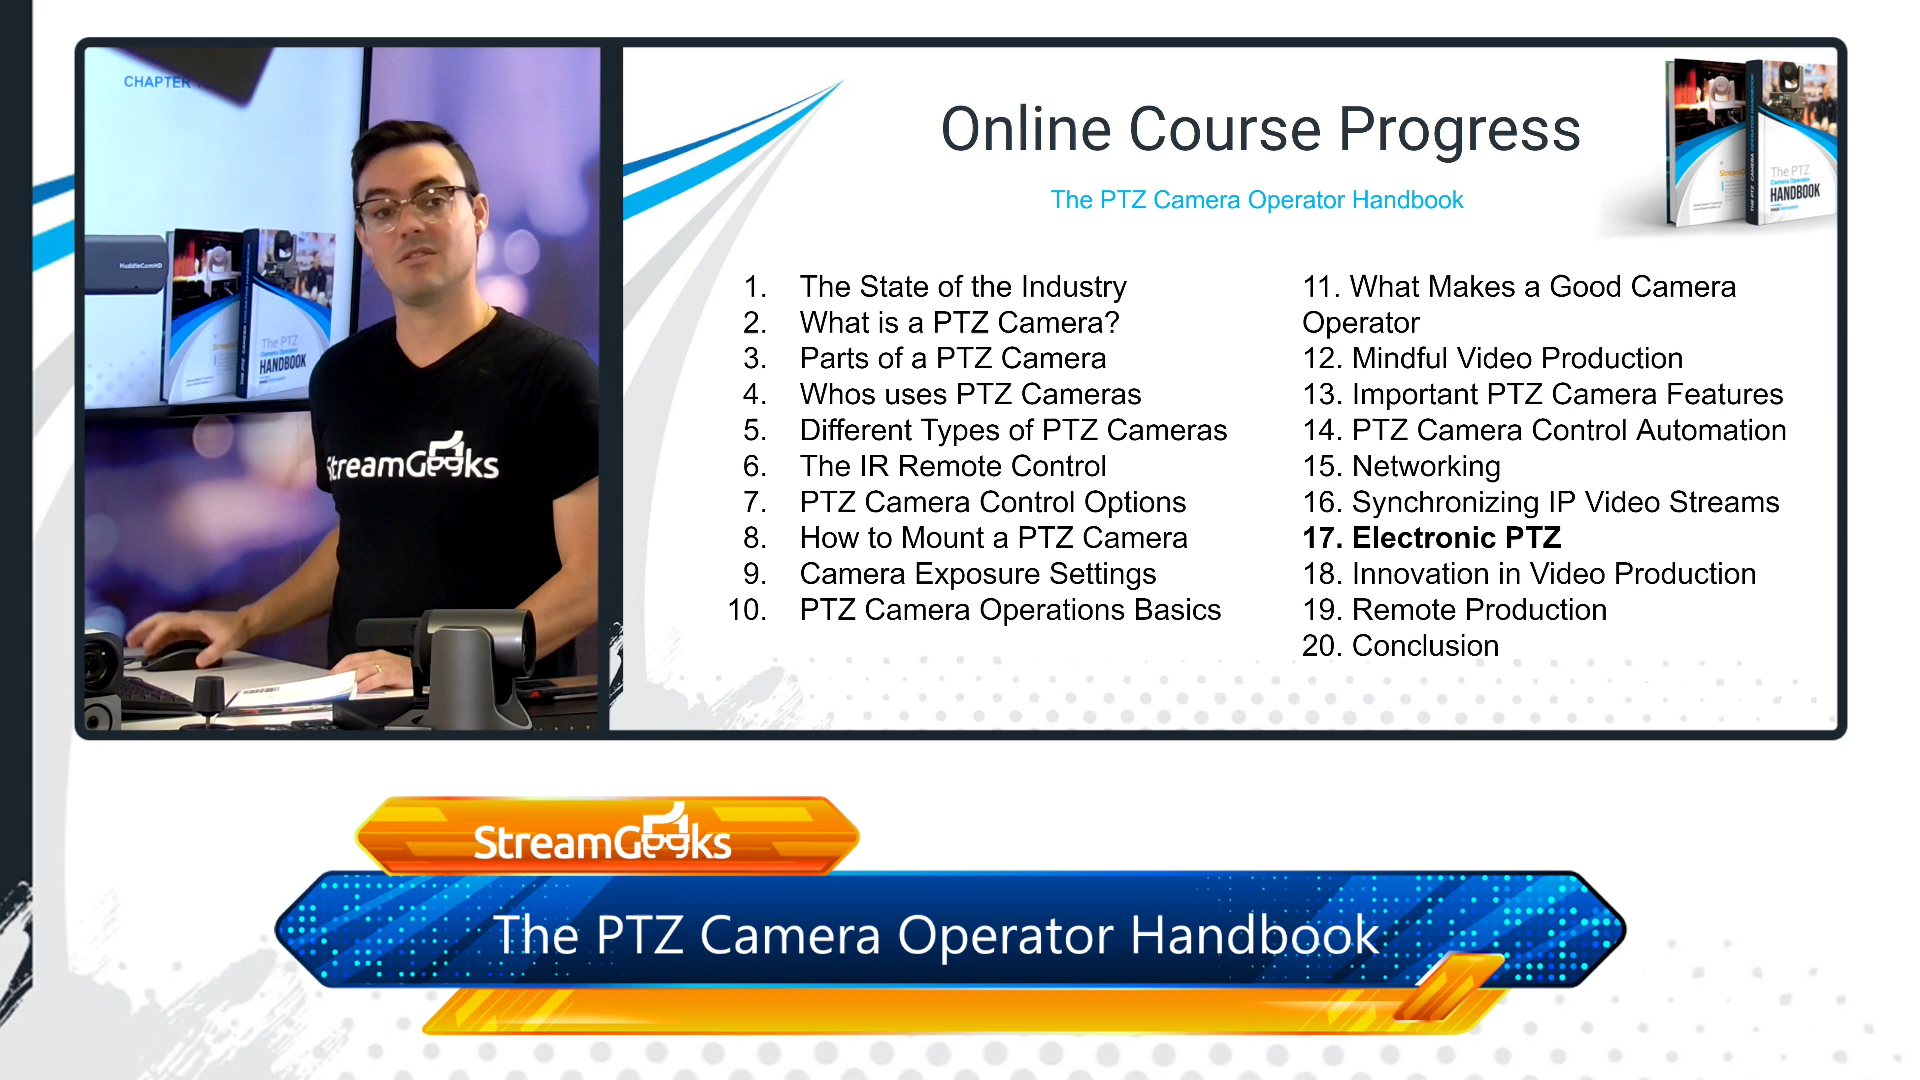 CHAPTER
HuddleCamHD
The PTZ
Camera Operator
HANDBOOK
StreamGeeks
Online Course Progress
The PTZ Camera Operator Handbook
The PTZ
Camera Operator
HANDBOOK
1. The State of the Industry
2. What is a PTZ Camera?
3. Parts of a PTZ Camera
4. Whos uses PTZ Cameras
5. Different Types of PTZ Cameras
6. The IR Remote Control
7. PTZ Camera Control Options
8. How to Mount a PTZ Camera
9. Camera Exposure Settings
10. PTZ Camera Operations Basics
11. What Makes a Good Camera
Operator
12. Mindful Video Production
13. Important PTZ Camera Features
14. PTZ Camera Control Automation
15. Networking
16. Synchronizing IP Video Streams
17. Electronic PTZ
18. Innovation in Video Production
19. Remote Production
20. Conclusion
StreamGeeks
The PTZ Camera Operator Handbook